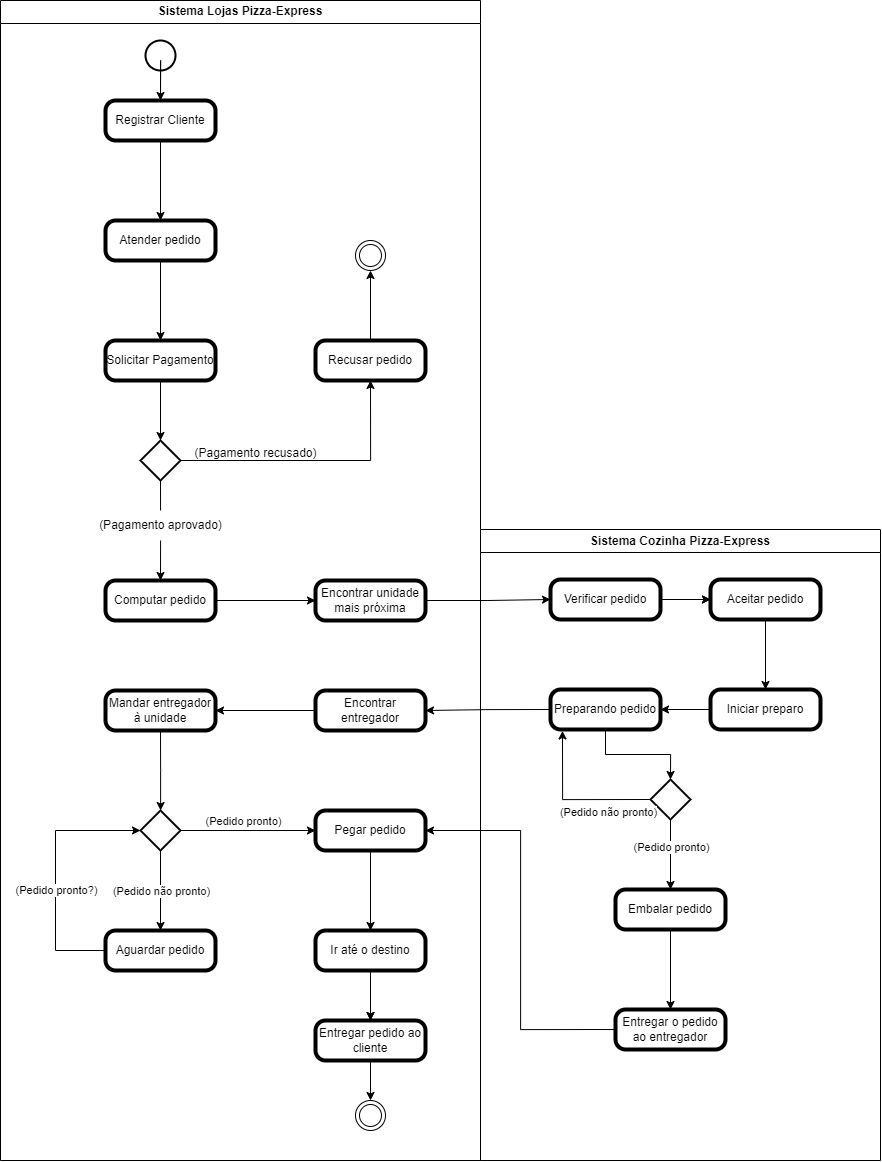 Sistema Lojas Pizza-Express
Registrar Cliente
Atender pedido
Solicitar Pagamento
Recusar pedido
(Pagamento recusado)
(Pagamento aprovado)
Computar pedido
Encontrar unidade
mais próxima
Sistema Cozinha Pizza-Express
Verificar pedido
Aceitar pedido
Mandar entregador
à unidade
Encontrar
entregador
Preparando pedido
Iniciar preparo
(Pedido não pronto)
(Pedido pronto)
Pegar pedido
(Pedido pronto)
(Pedido pronto?)
(Pedido não pronto)
Embalar pedido
Aguardar pedido
Ir até o destino
Entregar pedido ao
cliente
Entregar o pedido
ao entregador